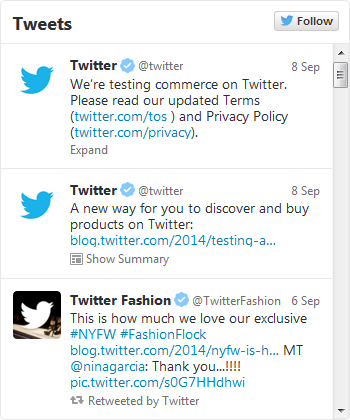 Tweets
Follow
Twitter @twitter 8 Sep
We're testing commerce on Twitter.
Please read our updated Terms
(twitter.com/tos ) and Privacy Policy
(twitter.com/privacy).
Expand
Twitter @twitter 8 Sep
A new way for you to discover and buy
products on Twitter:
blog.twitter.com/2014/testing-a...
Show Summary
Twitter Fashion @TwitterFashion 6 Sep
This is how much we love our exclusive
#NYFW #FashionFlock
blog.twitter.com/2014/nyfw-is-h... MT
@ninagarcia: Thank you...!!!!
pic.twitter.com/s0G7HHdhwi
Retweeted by Twitter